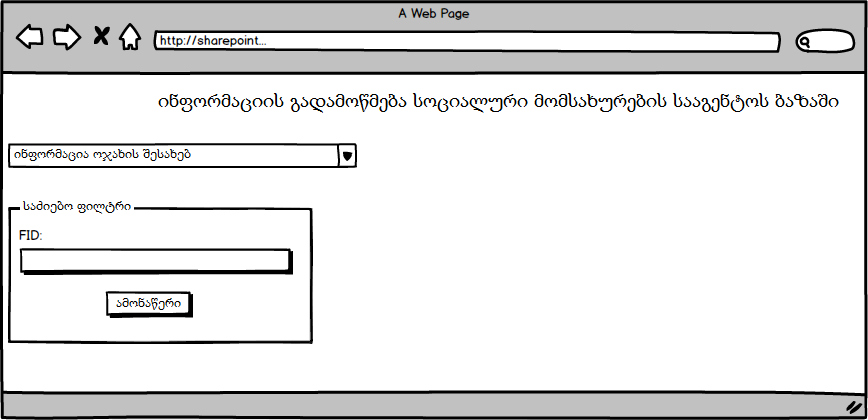 A Web Page
http://sharepoint...
ინფორმაციის გადამოწმება სოციალური მომსახურების სააგენტოს ბაზაში
ინფორმაცია ოჯახის შესახებ
საძიებო ფილტრი
FID:
ამონაწერი